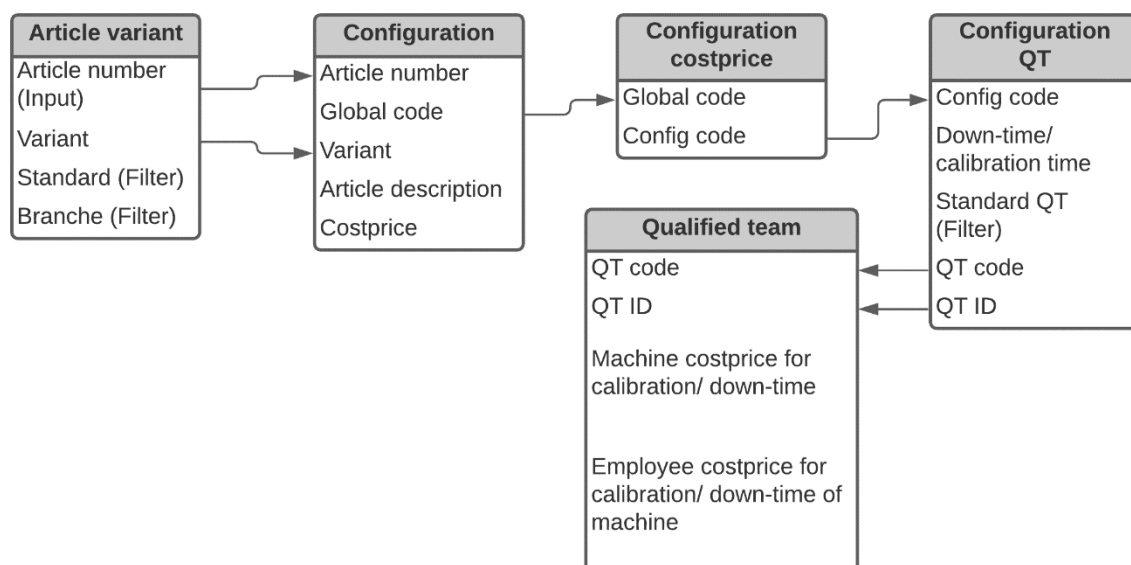 Article variant
Article number
(Input)
Variant
Standard (Filter)
Branche (Filter)
Configuration
Article number
Global code
Variant
Article description
Costprice
Configuration
costprice
Global code
Config code
Configuration
QT
Config code
Down-time/
calibration time
Standard QT
(Filter)
QT code
QT ID
Qualified team
QT code
QT ID
Machine costprice for
calibration/ down-time
Employee costprice for
calibration/ down-time of
machine